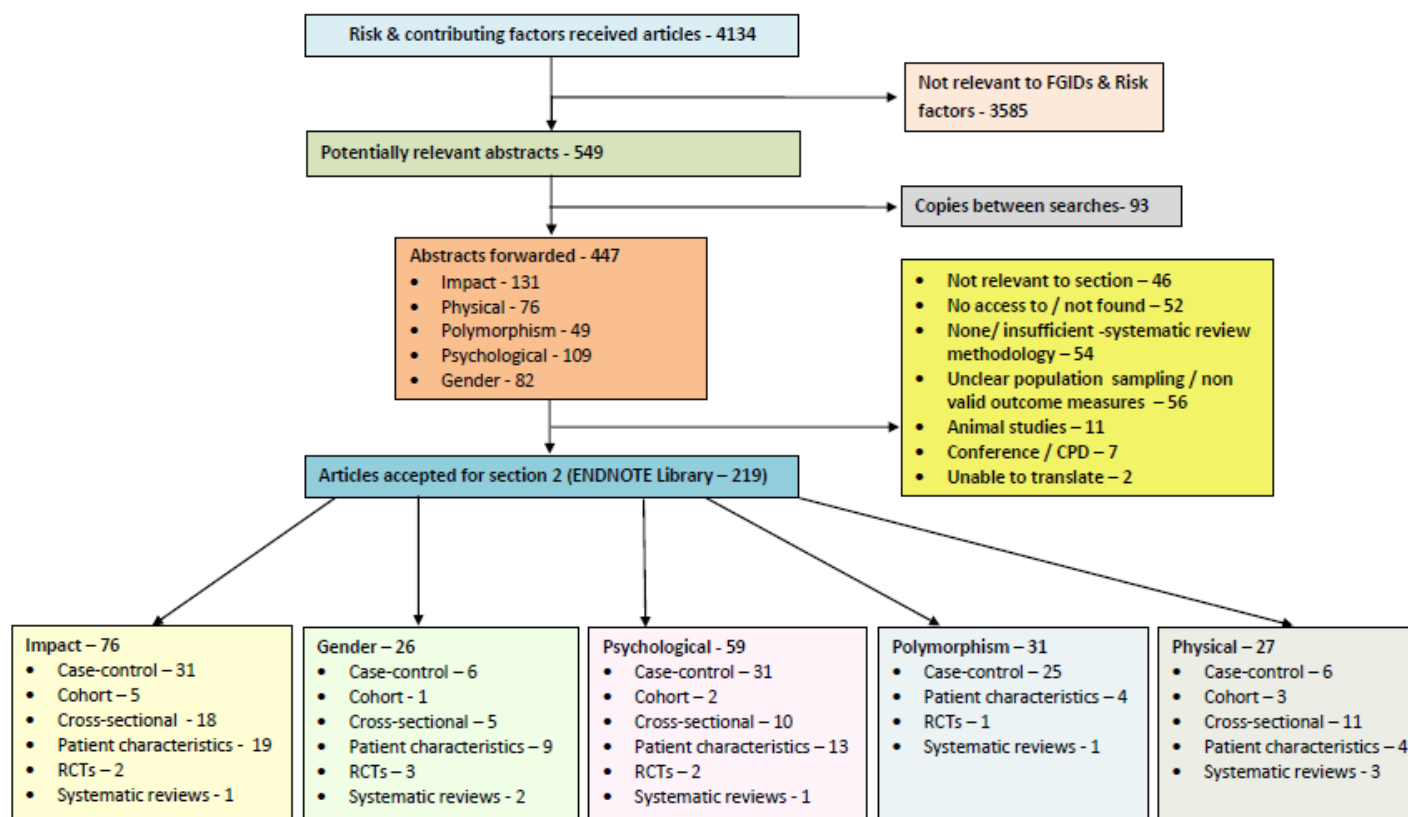 Risk & contributing factors received articles - 4134
Not relevant to FGIDs & Risk
factors - 3585
Potentially relevant abstracts - 549
Copies between searches- 93
Abstracts forwarded - 447
• Impact - 131
• Physical - 76
• Polymorphism - 49
• Psychological - 109
• Gender - 82
• Not relevant to section – 46
• No access to / not found – 52
• None/ insufficient -systematic review
methodology – 54
• Unclear population sampling / non
valid outcome measures – 56
• Animal studies – 11
• Conference / CPD – 7
• Unable to translate – 2
Articles accepted for section 2 (ENDNOTE Library – 219)
Impact – 76
• Case-control – 31
• Cohort – 5
• Cross-sectional - 18
• Patient characteristics - 19
• RCTs – 2
• Systematic reviews - 1
Gender – 26
• Case-control – 6
• Cohort - 1
• Cross-sectional – 5
• Patient characteristics – 9
• RCTs – 3
• Systematic reviews - 2
Psychological - 59
• Case-control – 31
• Cohort – 2
• Cross-sectional – 10
• Patient characteristics – 13
• RCTs – 2
• Systematic reviews - 1
Polymorphism – 31
• Case-control – 25
• Patient characteristics – 4
• RCTs – 1
• Systematic reviews - 1
Physical – 27
• Case-control – 6
• Cohort – 3
• Cross-sectional – 11
• Patient characteristics – 4
• Systematic reviews - 3